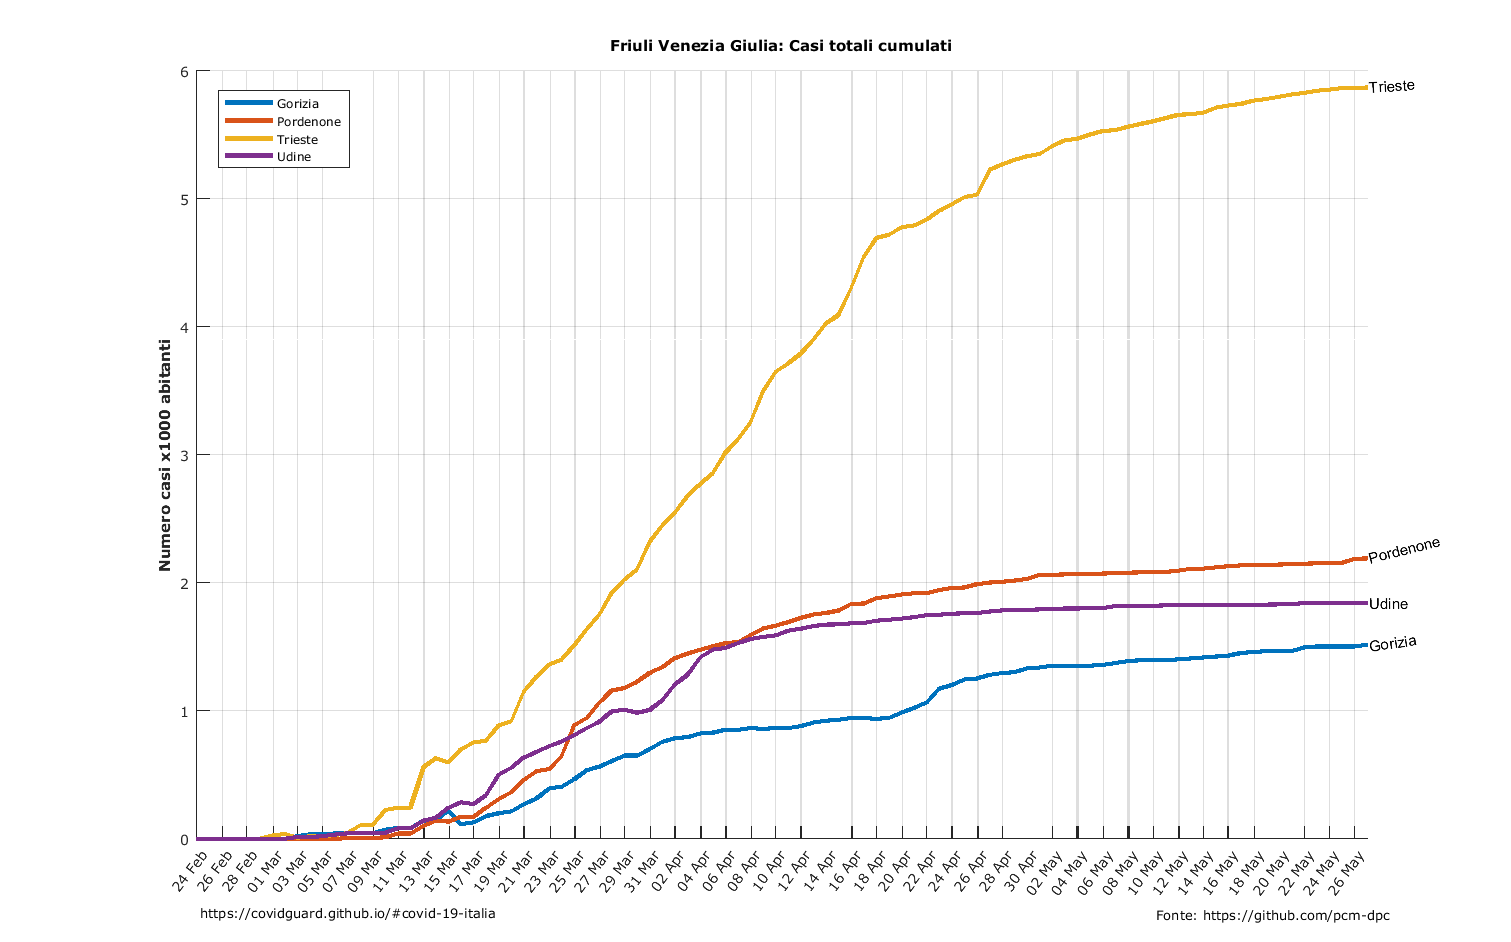 Friuli Venezia Giulia: Casi totali cumulati
6
5
4
3
2
1
0
Numero casi x1000 abitanti
Gorizia
Pordenone
Trieste
Udine
Trieste
Pordenone
Udine
Gorizia
24 Feb
26 Feb
28 Feb
01 Mar
03 Mar
05 Mar
07 Mar
09 Mar
11 Mar
13 Mar
15 Mar
17 Mar
19 Mar
21 Mar
23 Mar
25 Mar
27 Mar
29 Mar
31 Mar
02 Apr
04 Apr
06 Apr
08 Apr
10 Apr
12 Apr
14 Apr
16 Apr
18 Apr
20 Apr
22 Apr
24 Apr
26 Apr
28 Apr
30 Apr
02 May
04 May
06 May
08 May
10 May
12 May
14 May
16 May
18 May
20 May
22 May
24 May
26 May
https://covidguard.github.io/#covid-19-italia
Fonte: https://github.com/pcm-dpc